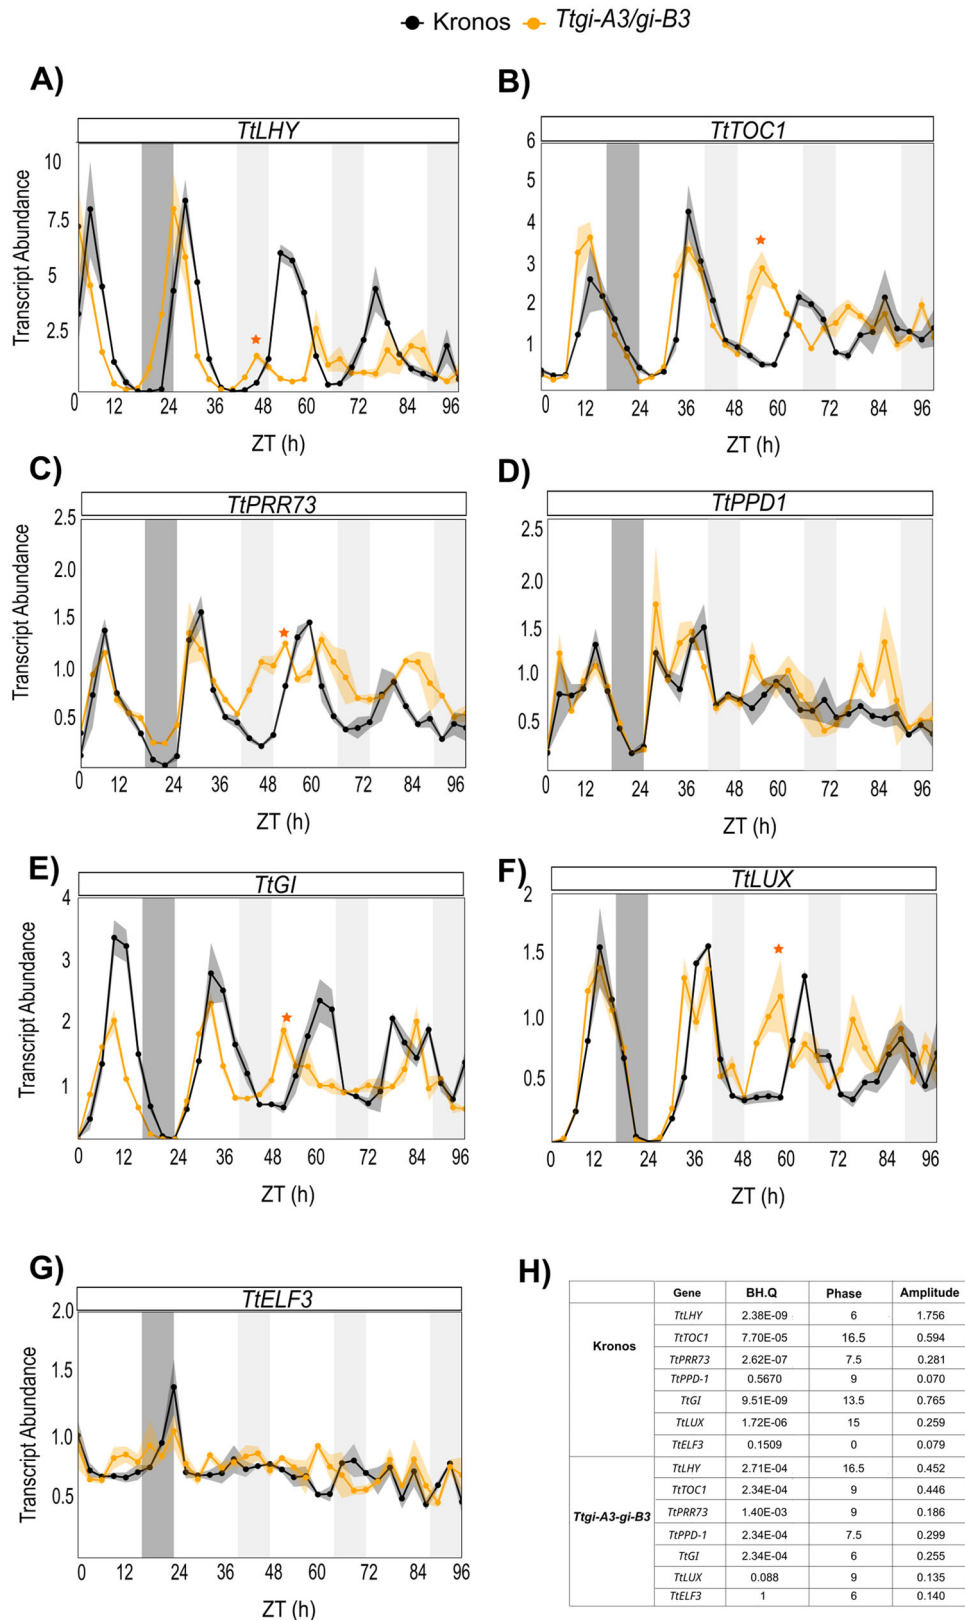 Kronos Ttgi-A3/gi-B3
A)
TtLHY
Transcript Abundance
10
7.5
5
2.5
0 12 24 36 48 60 72 84 96
ZT (h)
B)
TtTOC1
6
5
4
3
2
1
0 12 24 36 48 60 72 84 96
ZT (h)
C)
TtPRR73
Transcript Abundance
2.5
2.0
1.5
1.0
0.5
0 12 24 36 48 60 72 84 96
ZT (h)
D)
TtPPD1
2.5
2.0
1.5
1.0
0.5
0 12 24 36 48 60 72 84 96
ZT (h)
E)
TtGI
Transcript Abundance
4
3
2
1
0 12 24 36 48 60 72 84 96
ZT (h)
F)
TtLUX
2
1.5
1.0
0.5
0 12 24 36 48 60 72 84 96
ZT (h)
G)
TtELF3
Transcript Abundance
2.0
1.5
1.0
0.5
0 12 24 36 48 60 72 84 96
ZT (h)
H)
Gene BH.Q Phase Amplitude
Kronos
TtLHY 2.38E-09 6 1.756
TtTOC1 7.70E-05 16.5 0.594
TtPRR73 2.62E-07 7.5 0.281
TtPPD-1 0.5670 9 0.070
TtGI 9.51E-09 13.5 0.765
TtLUX 1.72E-06 15 0.259
TtELF3 0.1509 0 0.079
Ttgi-A3-gi-B3
TtLHY 2.71E-04 16.5 0.452
TtTOC1 2.34E-04 9 0.446
TtPRR73 1.40E-03 9 0.186
TtPPD-1 2.34E-04 7.5 0.299
TtGI 2.34E-04 6 0.255
TtLUX 0.088 9 0.135
TtELF3 1 6 0.140